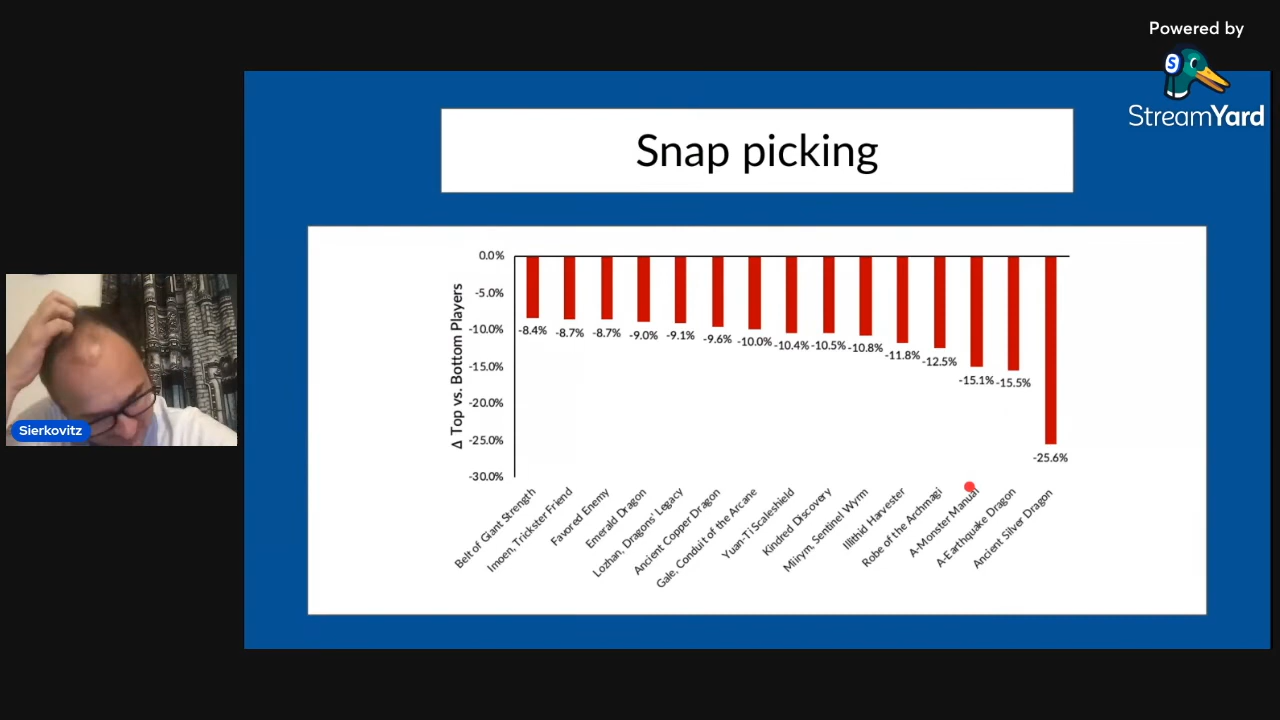 Powered by
StreamYard
Snap picking
Δ Top vs. Bottom Players
0.0%
-5.0%
-10.0%
-15.0%
-20.0%
-25.0%
-30.0%
-8.4%
-8.7%
-8.7%
-9.0%
-9.1%
-9.6%
-10.0%
-10.4%
-10.5%
-10.8%
-11.8%
-12.5%
-15.1%
-15.5%
-25.6%
Belt of Giant Strength
Imoen, Trickster Friend
Favored Enemy
Emerald Dragon
Lozhan, Dragons' Legacy
Ancient Copper Dragon
Gale, Conduit of the Arcane
Yuan-Ti Scaleshield
Kindred Discovery
Miirym, Sentinel Wyrm
Illithid Harvester
Robe of the Archmagi
A-Monster Manual
A-Earthquake Dragon
Ancient Silver Dragon
Sierkovitz